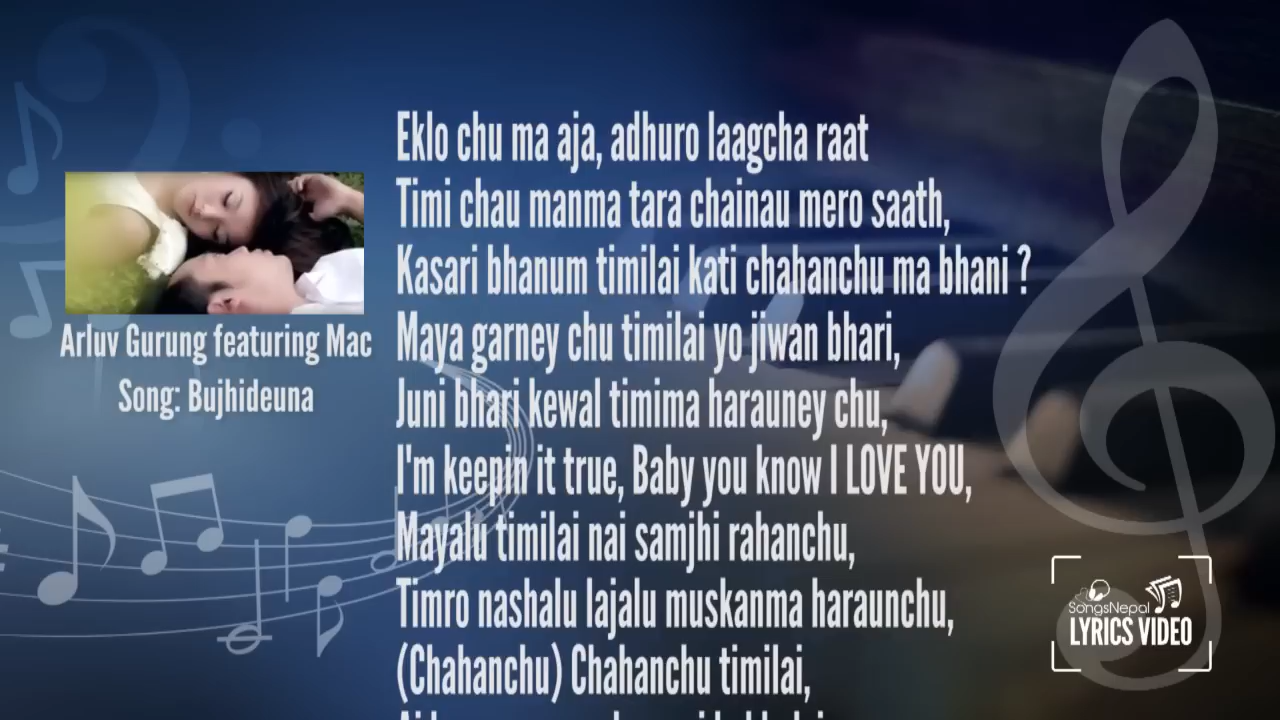 Eklo chu ma aja, adhuro laagcha raat
Timi chau manma tara chainau mero saath,
Kasari bhanum timilai kati chahanchu ma bhani ?
Maya garney chu timilai yo jiwan bhari,
Juni bhari kewal timima harauney chu,
I'm keepin it true, Baby you know I LOVE YOU,
Mayalu timilai nai samjhi rahanchu,
Timro nashalu lajalu muskanma haraunchu,
(Chahanchu) Chahanchu timilai,
Arluv Gurung featuring Mac
Song: Bujhideuna
SongsNepal
LYRICS VIDEO